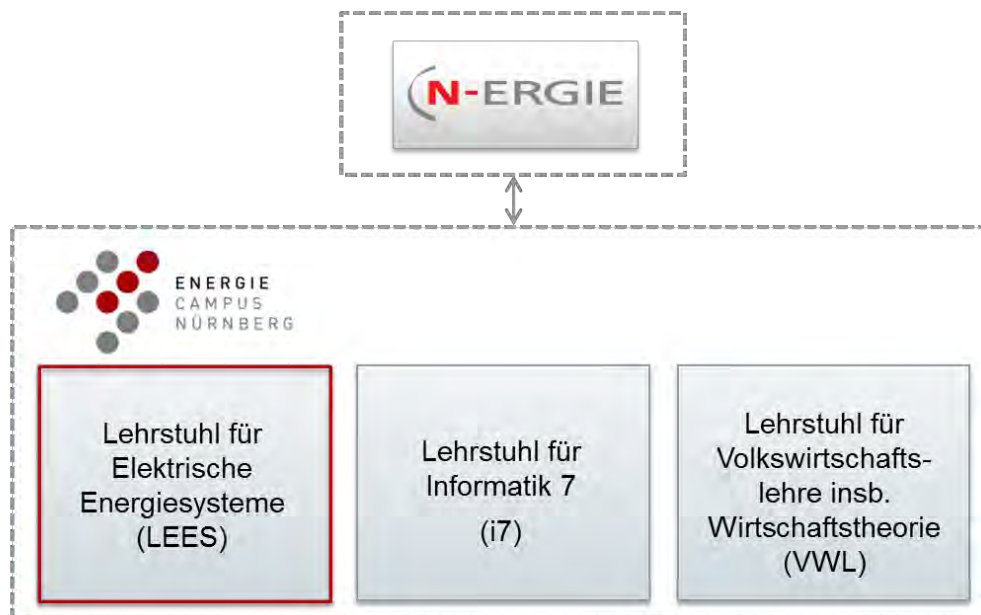 N-ERGIE
ENERGIE
CAMPUS
NÜRNBERG
Lehrstuhl für
Elektrische
Energiesysteme
(LEES)
Lehrstuhl für
Informatik 7
(i7)
Lehrstuhl für
Volkswirtschafts-
lehre insb.
Wirtschaftstheorie
(VWL)